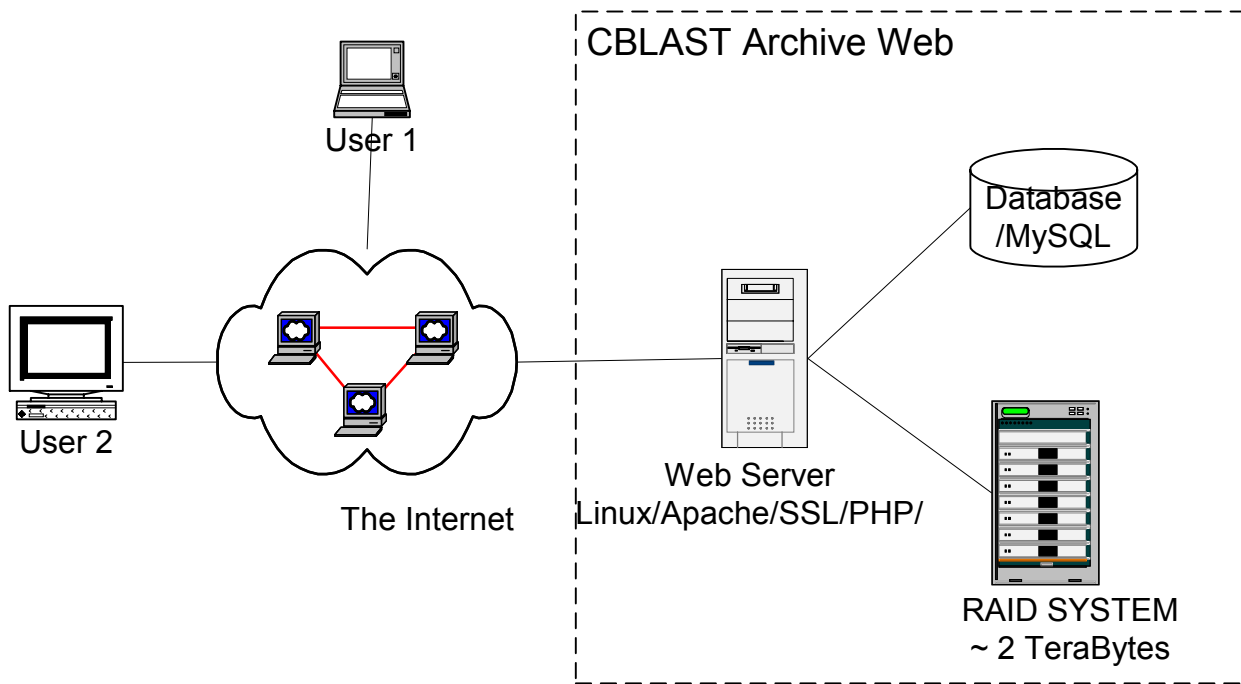 CBLAST Archive Web
User 1
Database
/MySQL
User 2
The Internet
Web Server
Linux/Apache/SSL/PHP/
RAID SYSTEM
~ 2 TeraBytes